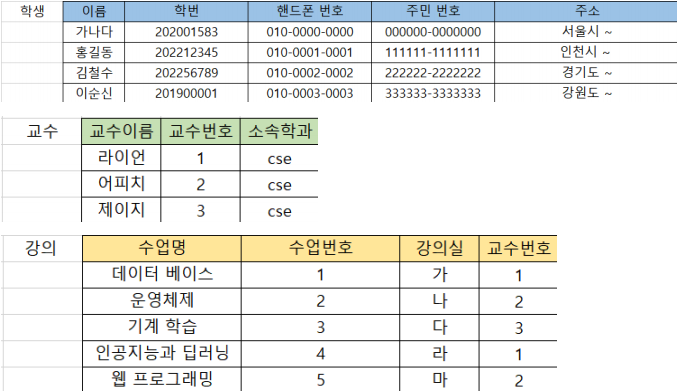 학생 이름 학번 핸드폰 번호 주민 번호 주소
가나다 202001583 010-0000-0000 000000-0000000 서울시 ~
홍길동 202212345 010-0001-0001 111111-1111111 인천시 ~
김철수 202256789 010-0002-0002 222222-2222222 경기도 ~
이순신 201900001 010-0003-0003 333333-3333333 강원도 ~
교수 교수이름 교수번호 소속학과
라이언 1 cse
어피치 2 cse
제이지 3 cse
강의 수업명 수업번호 강의실 교수번호
데이터 베이스 1 가 1
운영체제 2 나 2
기계 학습 3 다 3
인공지능과 딥러닝 4 라 1
웹 프로그래밍 5 마 2